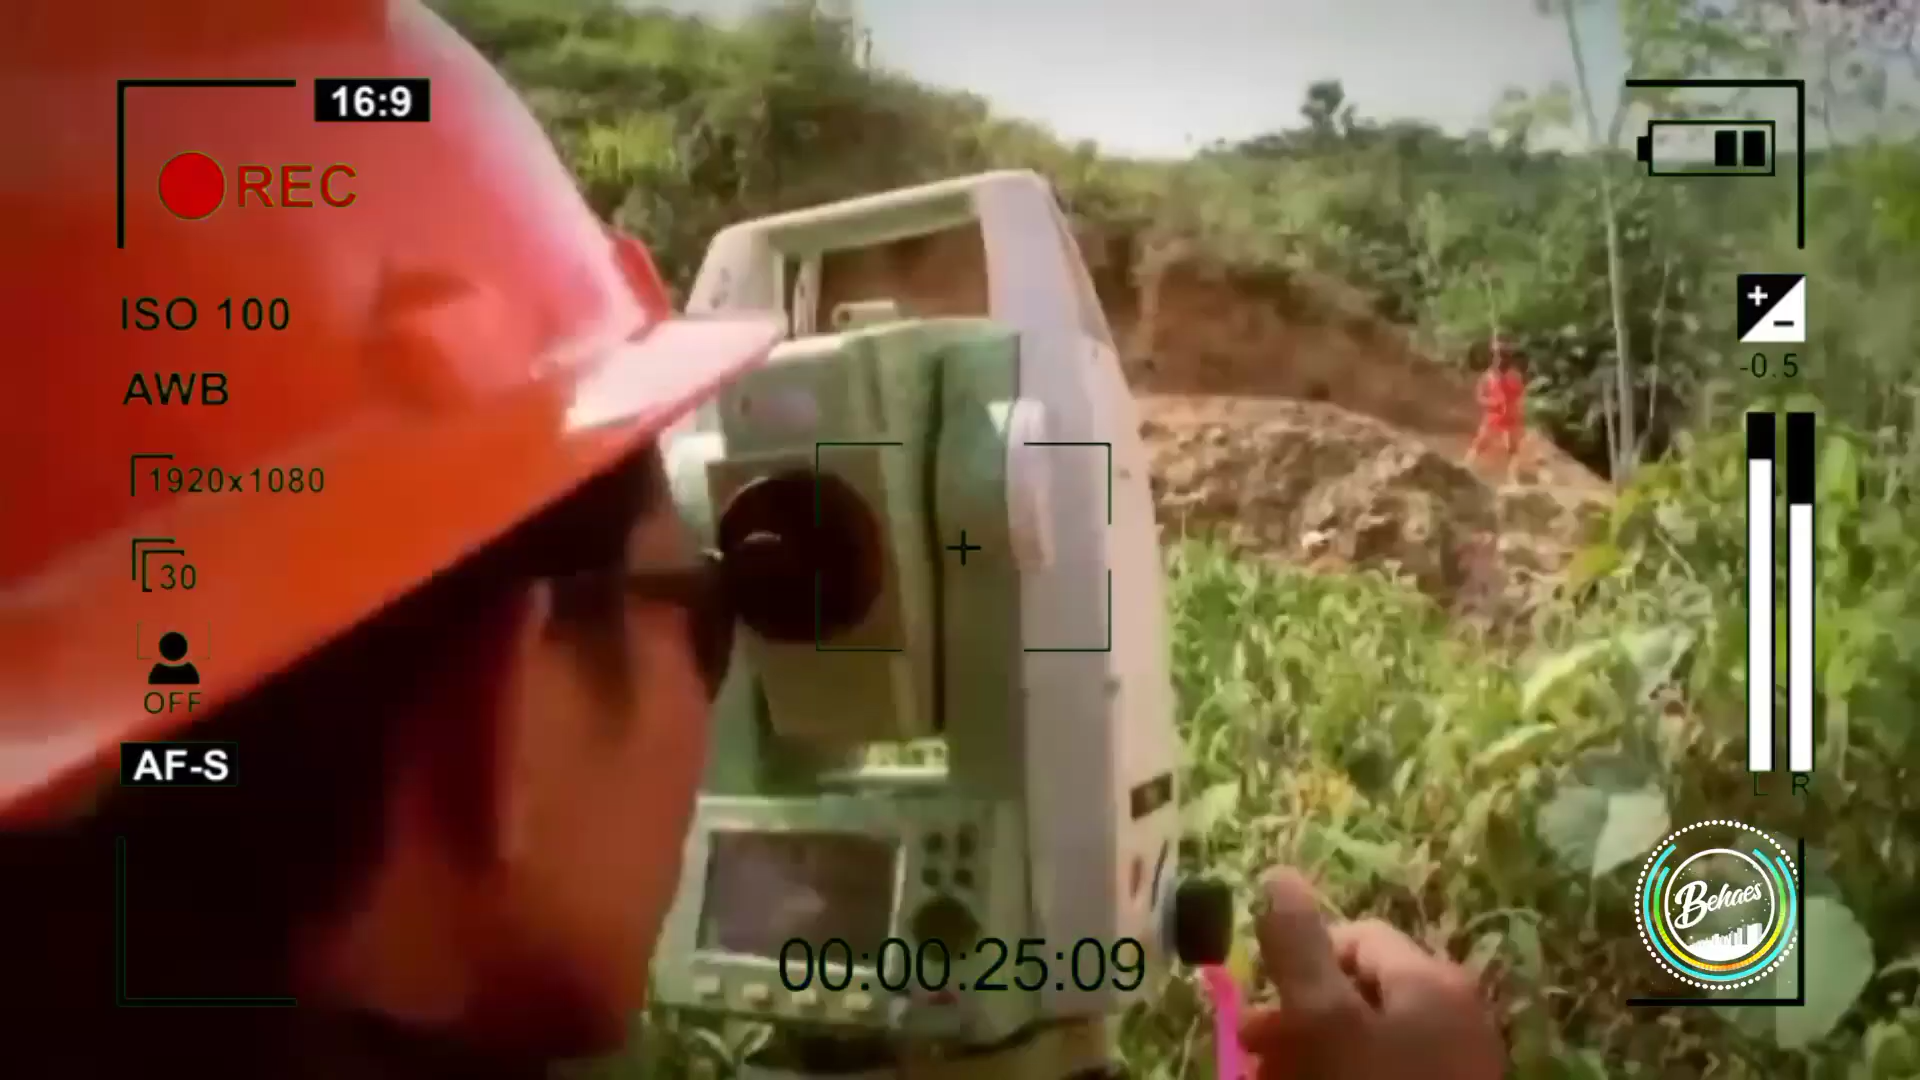 16:9
REC
ISO 100
AWB
1920x1080
30
OFF
AF-S
-0.5
L R
Behaes
00:00:25:09